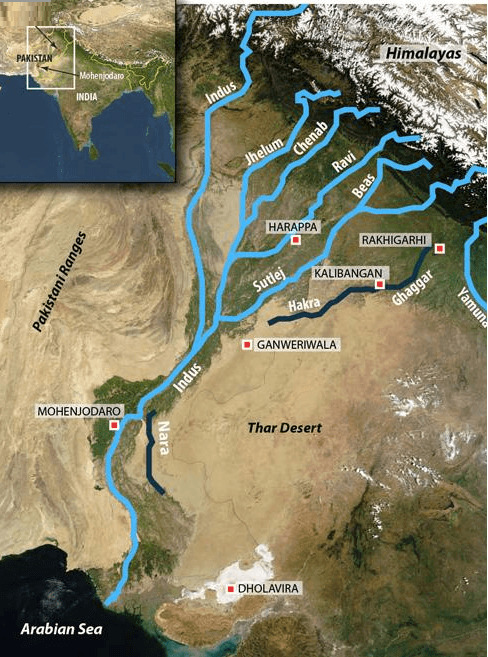 PAKISTAN
Mohenjodaro
INDIA
Himalayas
Indus
Jhelum
Chenab
Ravi
Beas
HARAPPA
RAKHIGARHI
Sutlej
KALIBANGAN
Ghaggar
Hakra
Yamuna
Pakistani Ranges
GANWERIWALA
Indus
MOHENJODARO
Nara
Thar Desert
DHOLAVIRA
Arabian Sea